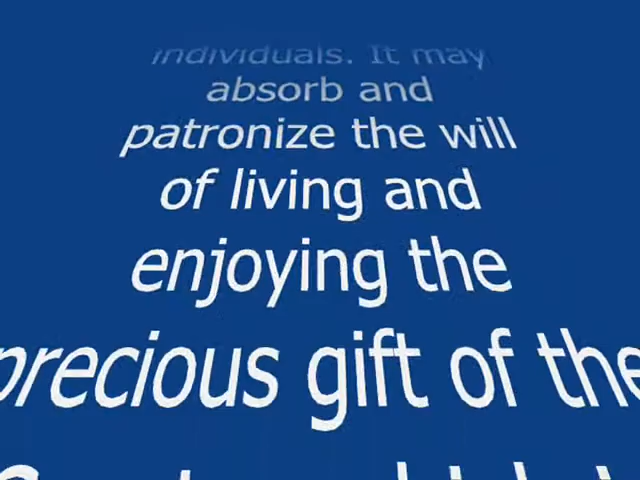 individuals. It may
absorb and
patronize the will
of living and
enjoying the
precious gift of the